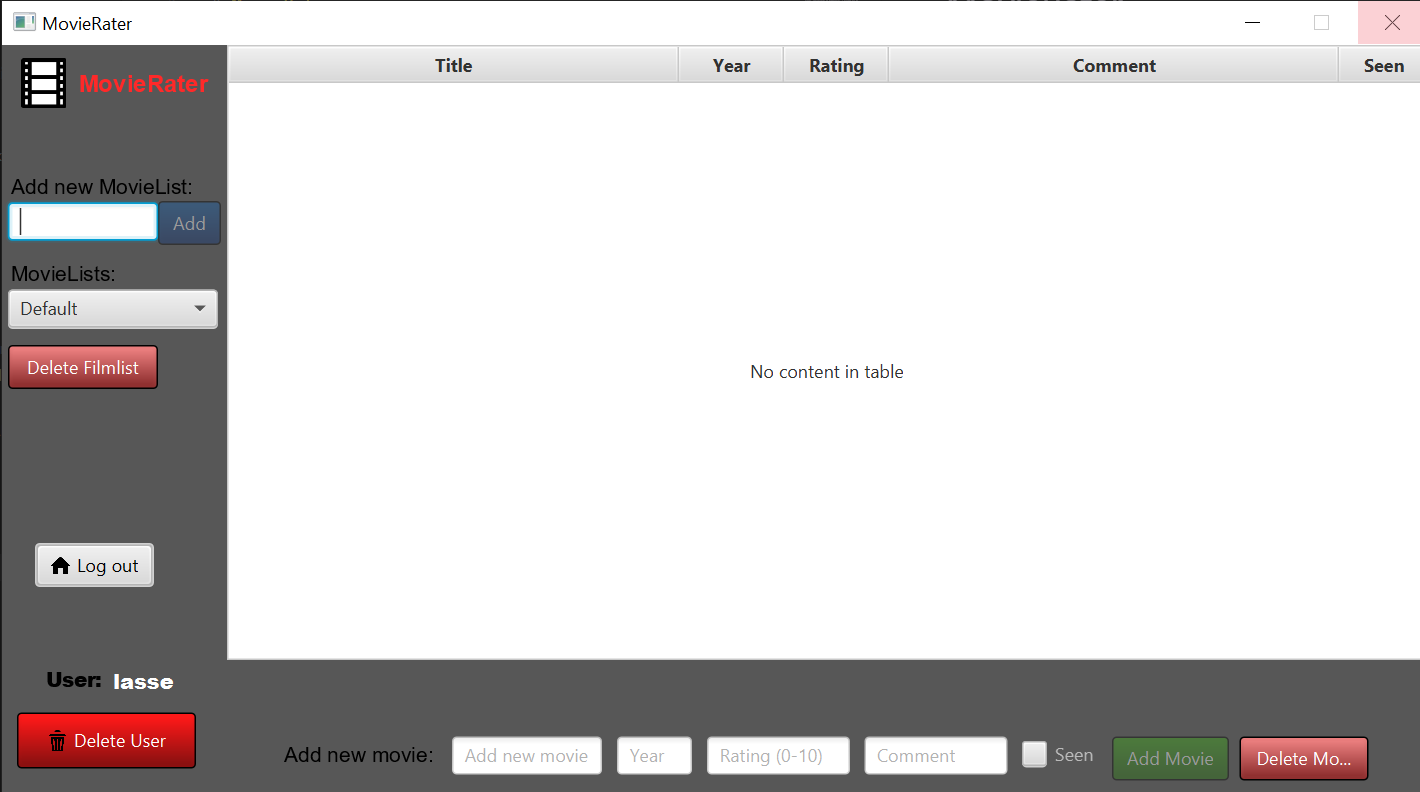 MovieRater
MovieRater
Title Year Rating Comment Seen
Add new MovieList:
Add
MovieLists:
Default
Delete Filmlist
No content in table
Log out
User: lasse
Delete User
Add new movie: Add new movie Year Rating (0-10) Comment Seen Add Movie Delete Mo...